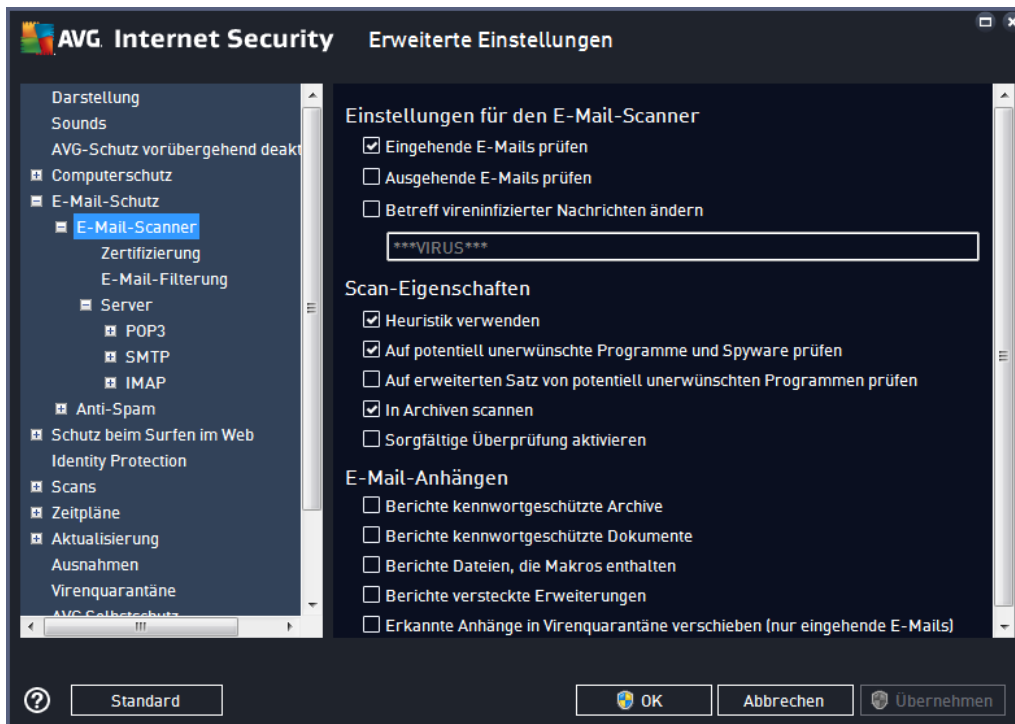 AVG. Internet Security Erweiterte Einstellungen
Darstellung
Sounds
AVG-Schutz vorübergehend deakt
Computerschutz
E-Mail-Schutz
E-Mail-Scanner
Zertifizierung
E-Mail-Filterung
Server
POP3
SMTP
IMAP
Anti-Spam
Schutz beim Surfen im Web
Identity Protection
Scans
Zeitpläne
Aktualisierung
Ausnahmen
Virenquarantäne
AVG Selbstschutz
Einstellungen für den E-Mail-Scanner
Eingehende E-Mails prüfen
Ausgehende E-Mails prüfen
Betreff vireninfizierter Nachrichten ändern
***VIRUS***
Scan-Eigenschaften
Heuristik verwenden
Auf potentiell unerwünschte Programme und Spyware prüfen
Auf erweiterten Satz von potentiell unerwünschten Programmen prüfen
In Archiven scannen
Sorgfältige Überprüfung aktivieren
E-Mail-Anhängen
Berichte kennwortgeschützte Archive
Berichte kennwortgeschützte Dokumente
Berichte Dateien, die Makros enthalten
Berichte versteckte Erweiterungen
Erkannte Anhänge in Virenquarantäne verschieben (nur eingehende E-Mails)
Standard
OK
Abbrechen
Übernehmen